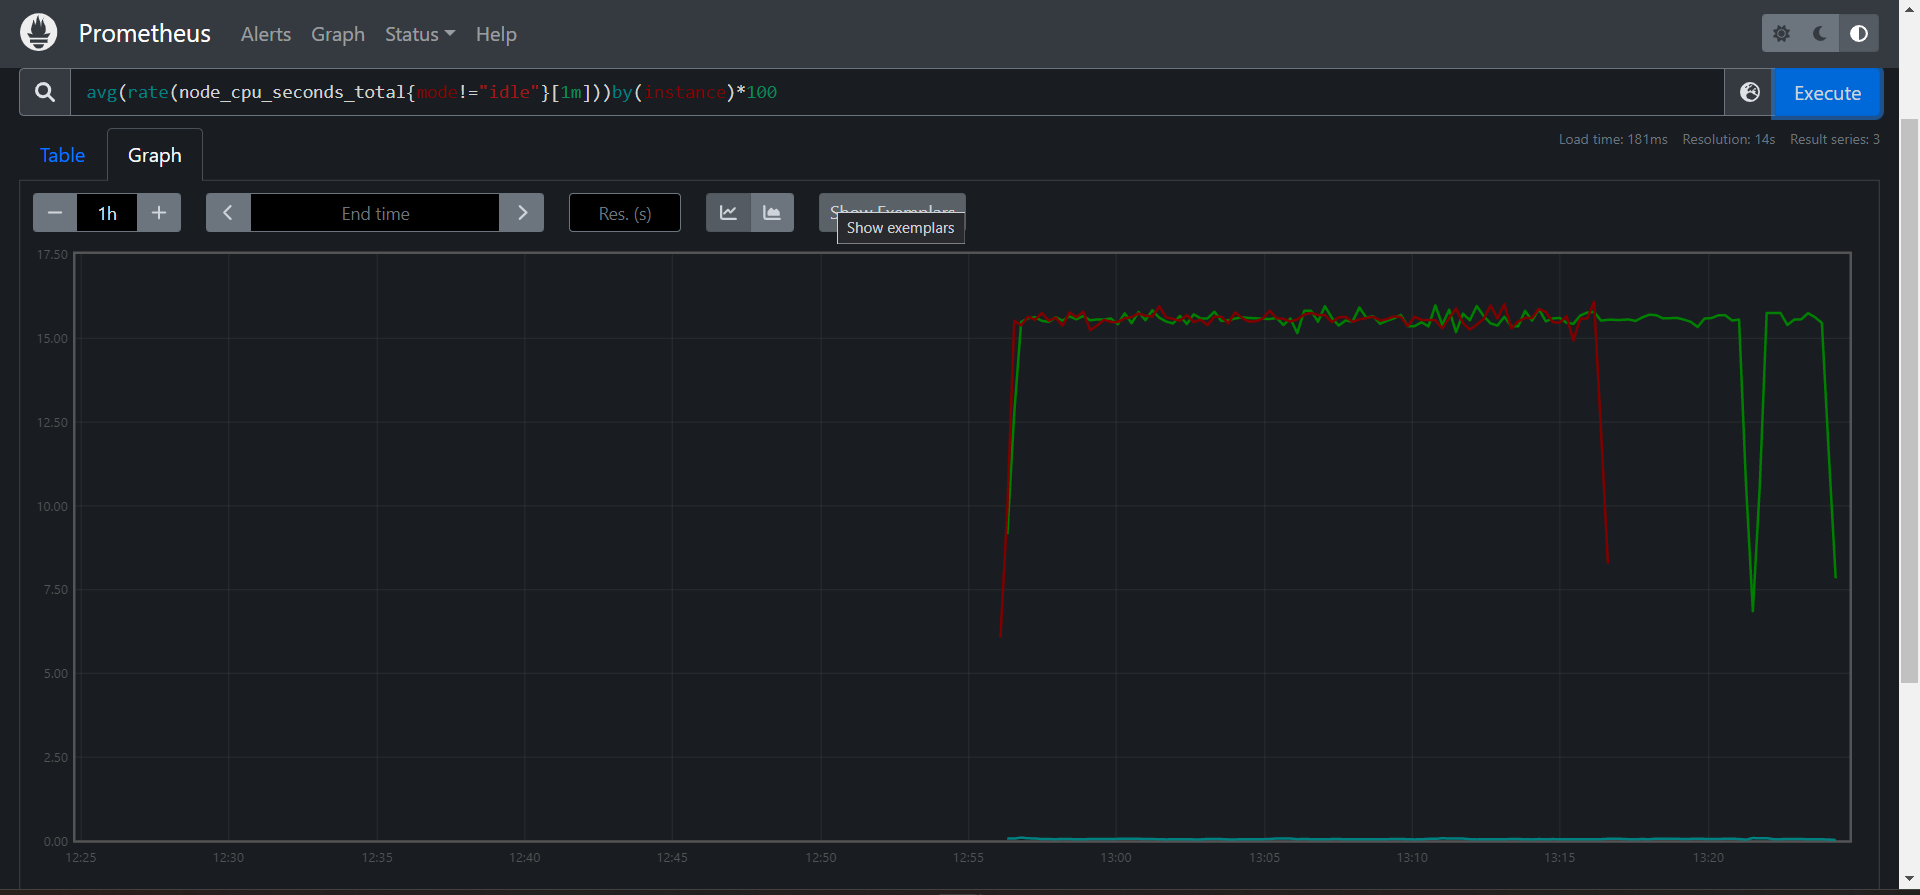 Prometheus Alerts Graph Status Help
avg(rate(node_cpu_seconds_total{mode!="idle"}[1m]))by(instance)*100
Execute
Load time: 181ms Resolution: 14s Result series: 3
Table Graph
1h End time Res. (s) Show Exemplars
Show exemplars
17.50
15.00
12.50
10.00
7.50
5.00
2.50
0.00
12:25 12:30 12:35 12:40 12:45 12:50 12:55 13:00 13:05 13:10 13:15 13:20